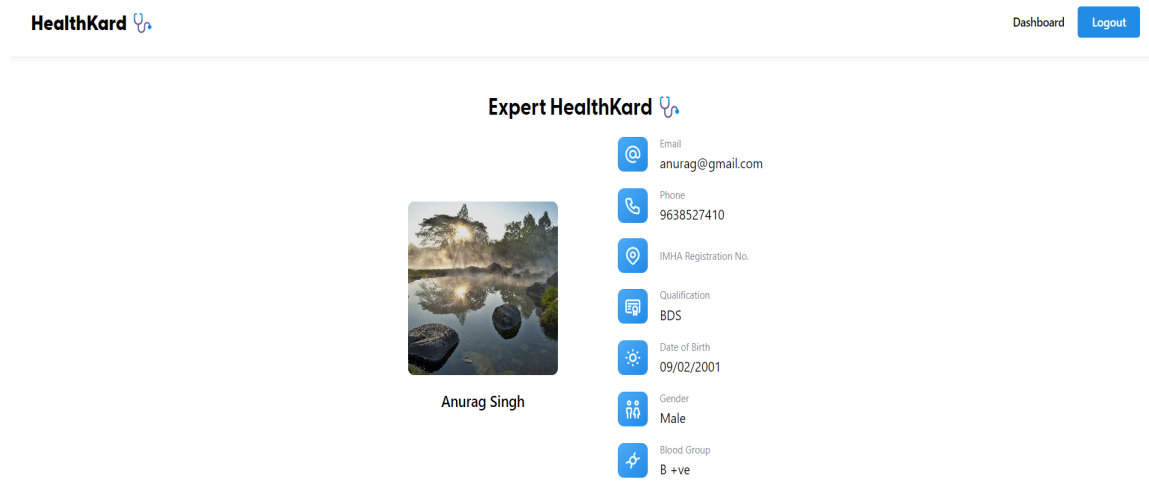 HealthKard
Dashboard
Logout
Expert HealthKard
Email
anurag@gmail.com
Phone
9638527410
IMHA Registration No.
Qualification
BDS
Date of Birth
09/02/2001
Gender
Male
Blood Group
B +ve
Anurag Singh